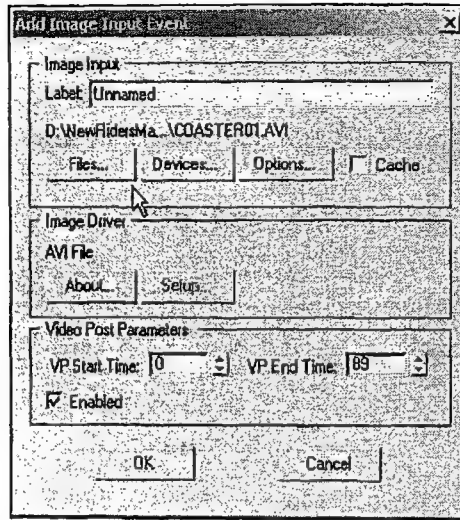 Add Image Input Event
Image Input
Label: Unnamed
D:\NewRidersMa...\COASTER01.AVI
Files... Devices... Options... Cache
Image Driver
AVI File
About... Setup...
Video Post Parameters
VP Start Time: 0 VP End Time: 89
Enabled
OK Cancel